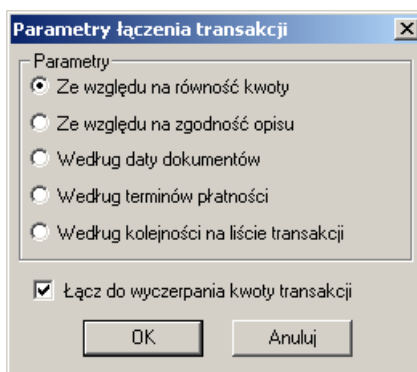 Parametry łączenia transakcji
Parametry
Ze względu na równość kwoty
Ze względu na zgodność opisu
Według daty dokumentów
Według terminów płatności
Według kolejności na liście transakcji
Łącz do wyczerpania kwoty transakcji
OK Anuluj